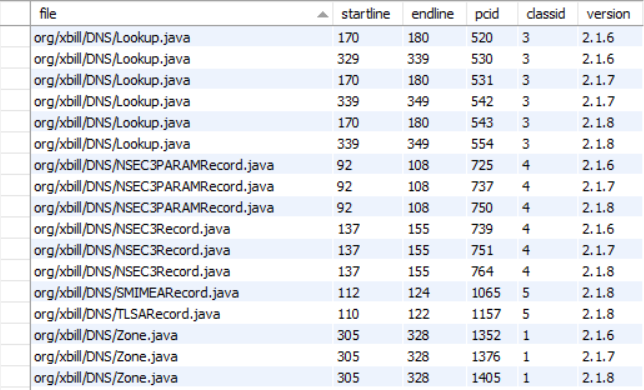 file startline endline pcid classid version
org/xbill/DNS/Lookup.java 170 180 520 3 2.1.6
org/xbill/DNS/Lookup.java 329 339 530 3 2.1.6
org/xbill/DNS/Lookup.java 170 180 531 3 2.1.7
org/xbill/DNS/Lookup.java 339 349 542 3 2.1.7
org/xbill/DNS/Lookup.java 170 180 543 3 2.1.8
org/xbill/DNS/Lookup.java 339 349 554 3 2.1.8
org/xbill/DNS/NSEC3PARAMRecord.java 92 108 725 4 2.1.6
org/xbill/DNS/NSEC3PARAMRecord.java 92 108 737 4 2.1.7
org/xbill/DNS/NSEC3PARAMRecord.java 92 108 750 4 2.1.8
org/xbill/DNS/NSEC3Record.java 137 155 739 4 2.1.6
org/xbill/DNS/NSEC3Record.java 137 155 751 4 2.1.7
org/xbill/DNS/NSEC3Record.java 137 155 764 4 2.1.8
org/xbill/DNS/SMIMEARecord.java 112 124 1065 5 2.1.8
org/xbill/DNS/TLSARecord.java 110 122 1157 5 2.1.8
org/xbill/DNS/Zone.java 305 328 1352 1 2.1.6
org/xbill/DNS/Zone.java 305 328 1376 1 2.1.7
org/xbill/DNS/Zone.java 305 328 1405 1 2.1.8